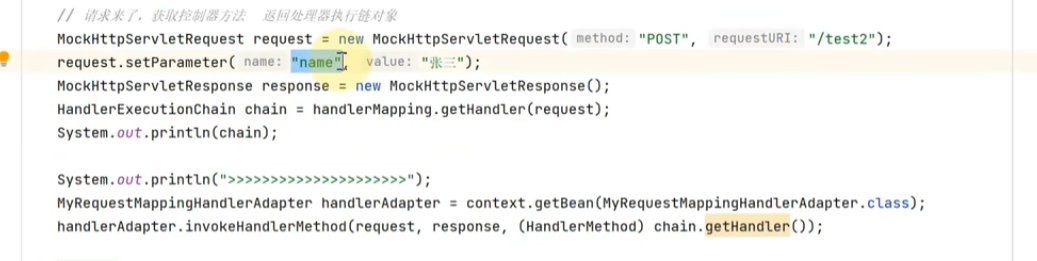 // 请求来了，获取控制器方法  返回处理器执行链对象
MockHttpServletRequest request = new MockHttpServletRequest( method: "POST", requestURI: "/test2");
request.setParameter( name: "name", value: "张三");
MockHttpServletResponse response = new MockHttpServletResponse();
HandlerExecutionChain chain = handlerMapping.getHandler(request);
System.out.println(chain);
System.out.println(">>>>>>>>>>>>>>>>>>>>>");
MyRequestMappingHandlerAdapter handlerAdapter = context.getBean(MyRequestMappingHandlerAdapter.class);
handlerAdapter.invokeHandlerMethod(request, response, (HandlerMethod) chain.getHandler());